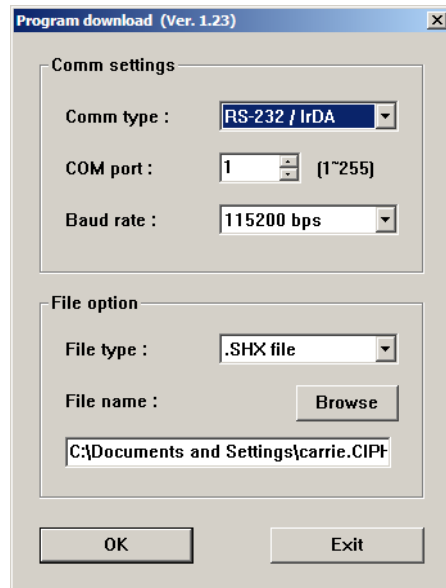 Program download (Ver. 1.23)
Comm settings
Comm type : RS-232 / IrDA
COM port : 1 (1~255)
Baud rate : 115200 bps
File option
File type : .SHX file
File name : Browse
C:\Documents and Settings\carrie.CIPH
OK Exit